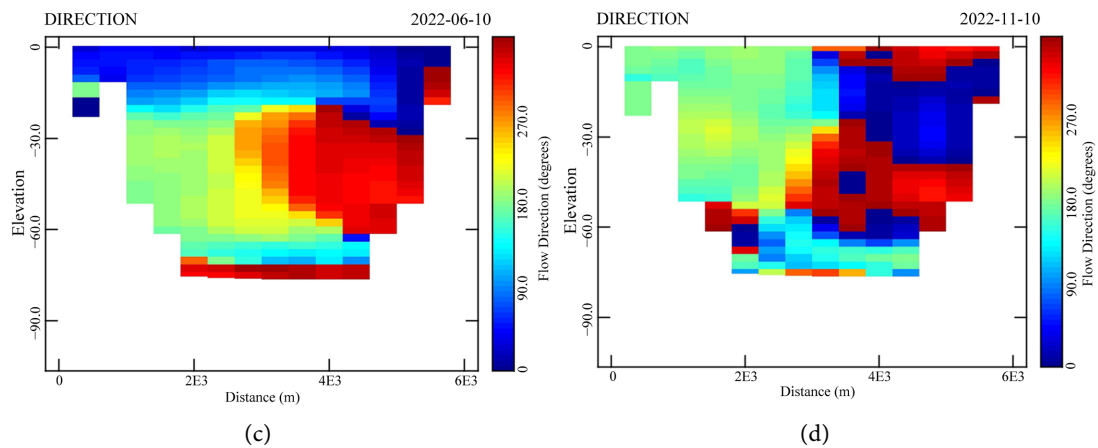 DIRECTION 2022-06-10
0
−30.0
−60.0
−90.0
Elevation
0 2E3 4E3 6E3
Distance (m)
0 90.0 180.0 270.0
Flow Direction (degrees)
(c)
DIRECTION 2022-11-10
0
−30.0
−60.0
−90.0
Elevation
0 2E3 4E3 6E3
Distance (m)
0 90.0 180.0 270.0
Flow Direction (degrees)
(d)